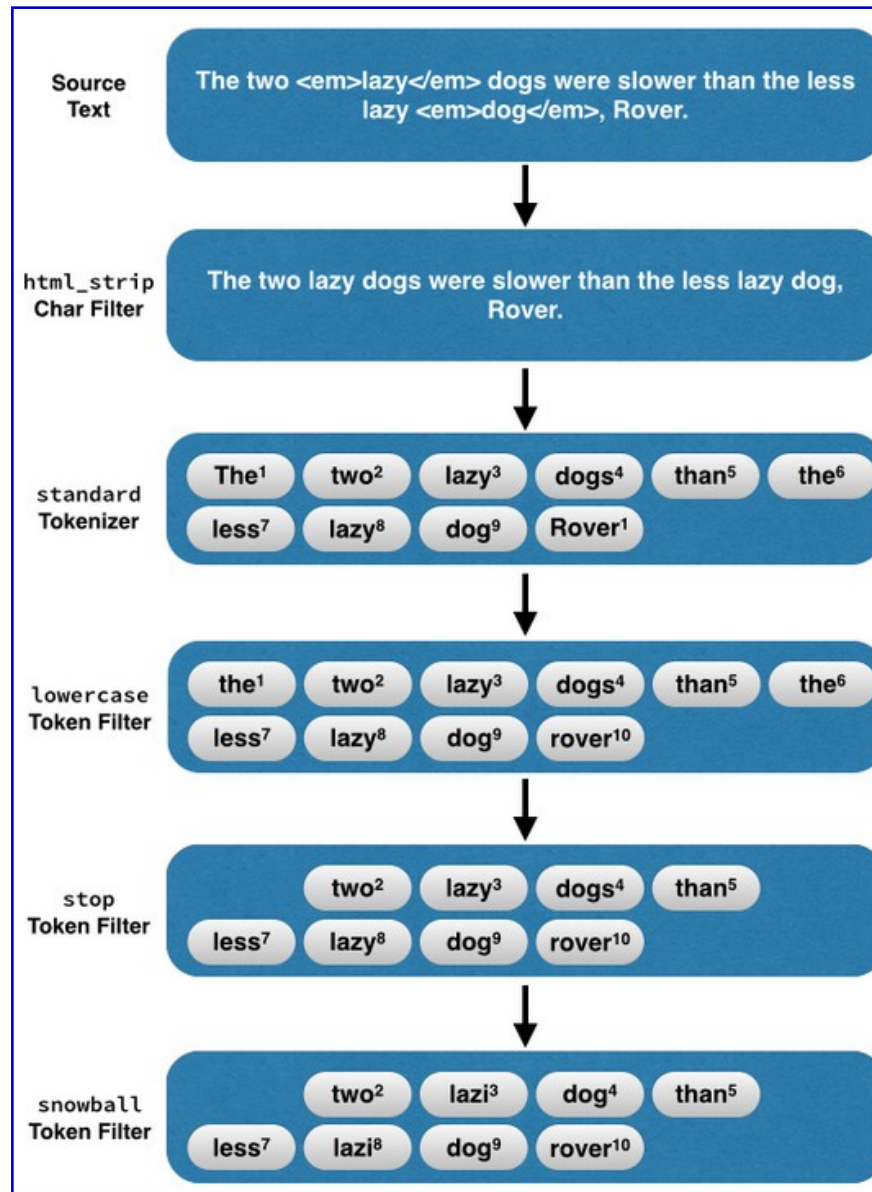 Source
Text
The two <em>lazy</em> dogs were slower than the less
lazy <em>dog</em>, Rover.
html_strip
Char Filter
The two lazy dogs were slower than the less lazy dog,
Rover.
standard
Tokenizer
The¹ two² lazy³ dogs⁴ than⁵ the⁶
less⁷ lazy⁸ dog⁹ Rover¹
lowercase
Token Filter
the¹ two² lazy³ dogs⁴ than⁵ the⁶
less⁷ lazy⁸ dog⁹ rover¹⁰
stop
Token Filter
two² lazy³ dogs⁴ than⁵
less⁷ lazy⁸ dog⁹ rover¹⁰
snowball
Token Filter
two² lazi³ dog⁴ than⁵
less⁷ lazi⁸ dog⁹ rover¹⁰